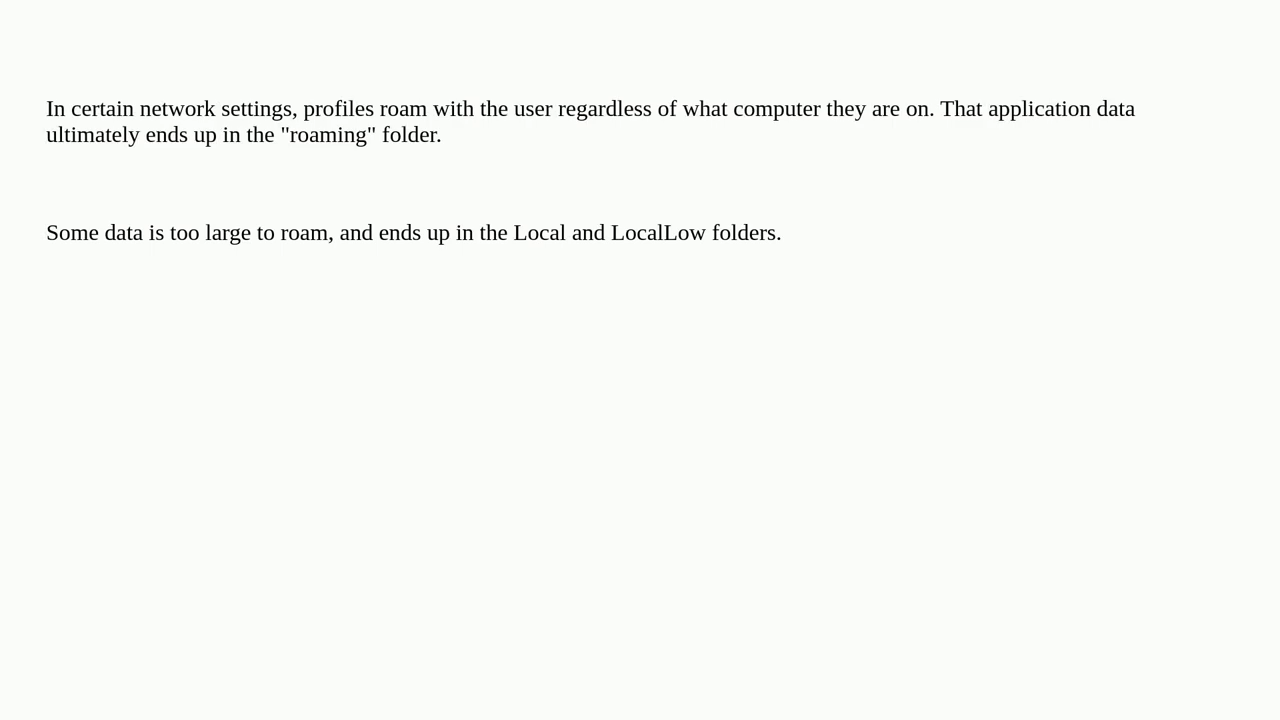 In certain network settings, profiles roam with the user regardless of what computer they are on. That application data
ultimately ends up in the "roaming" folder.
Some data is too large to roam, and ends up in the Local and LocalLow folders.